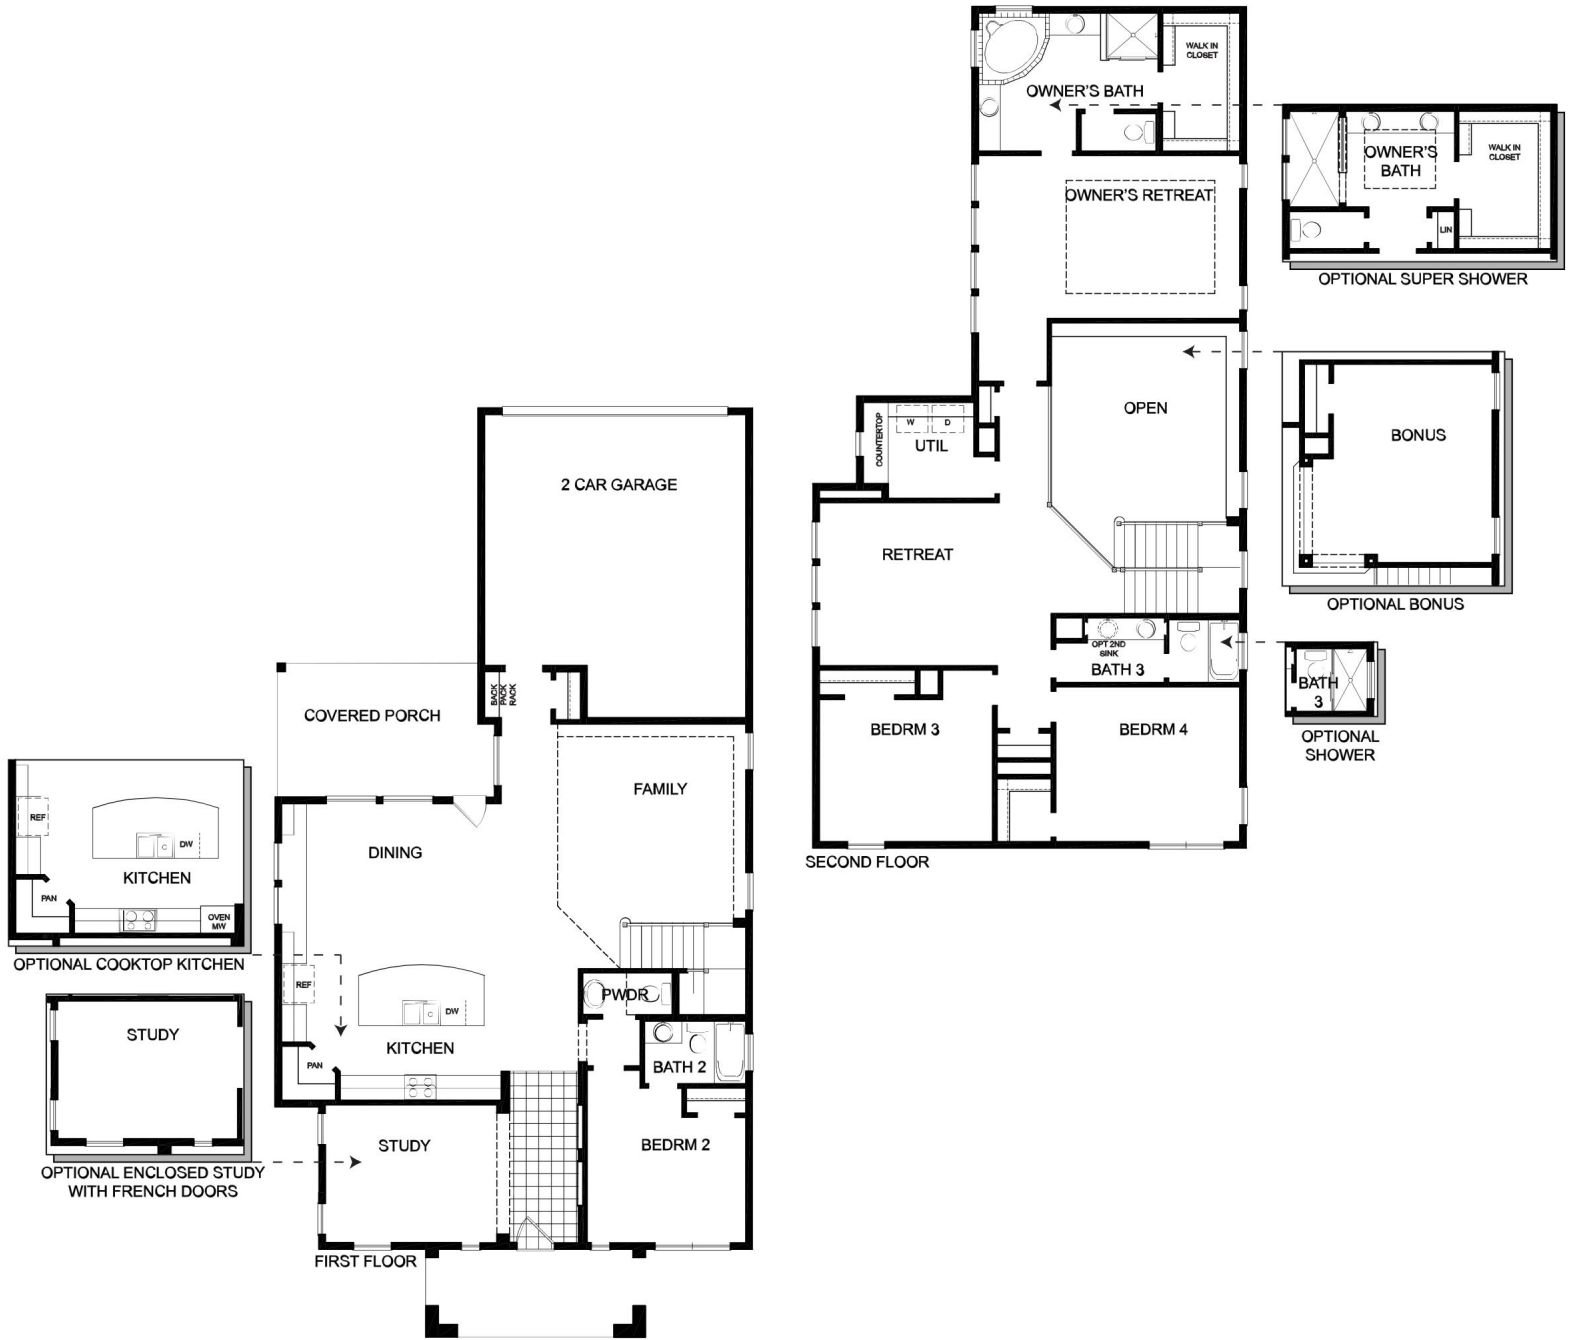 2 CAR GARAGE
BACK
PACK
RACK
COVERED PORCH
FAMILY
DINING
REF
DW
KITCHEN
PAN
PWDR
BATH 2
STUDY
BEDRM 2
FIRST FLOOR
REF
DW
KITCHEN
PAN
OVEN
MW
OPTIONAL COOKTOP KITCHEN
STUDY
OPTIONAL ENCLOSED STUDY
WITH FRENCH DOORS
WALK IN
CLOSET
OWNER'S BATH
OWNER'S RETREAT
OPEN
COUNTERTOP
W
D
UTIL
RETREAT
OPT 2ND
SINK
BATH 3
BEDRM 3
BEDRM 4
SECOND FLOOR
OWNER'S
BATH
WALK IN
CLOSET
LIN
OPTIONAL SUPER SHOWER
BONUS
OPTIONAL BONUS
BATH
3
OPTIONAL
SHOWER